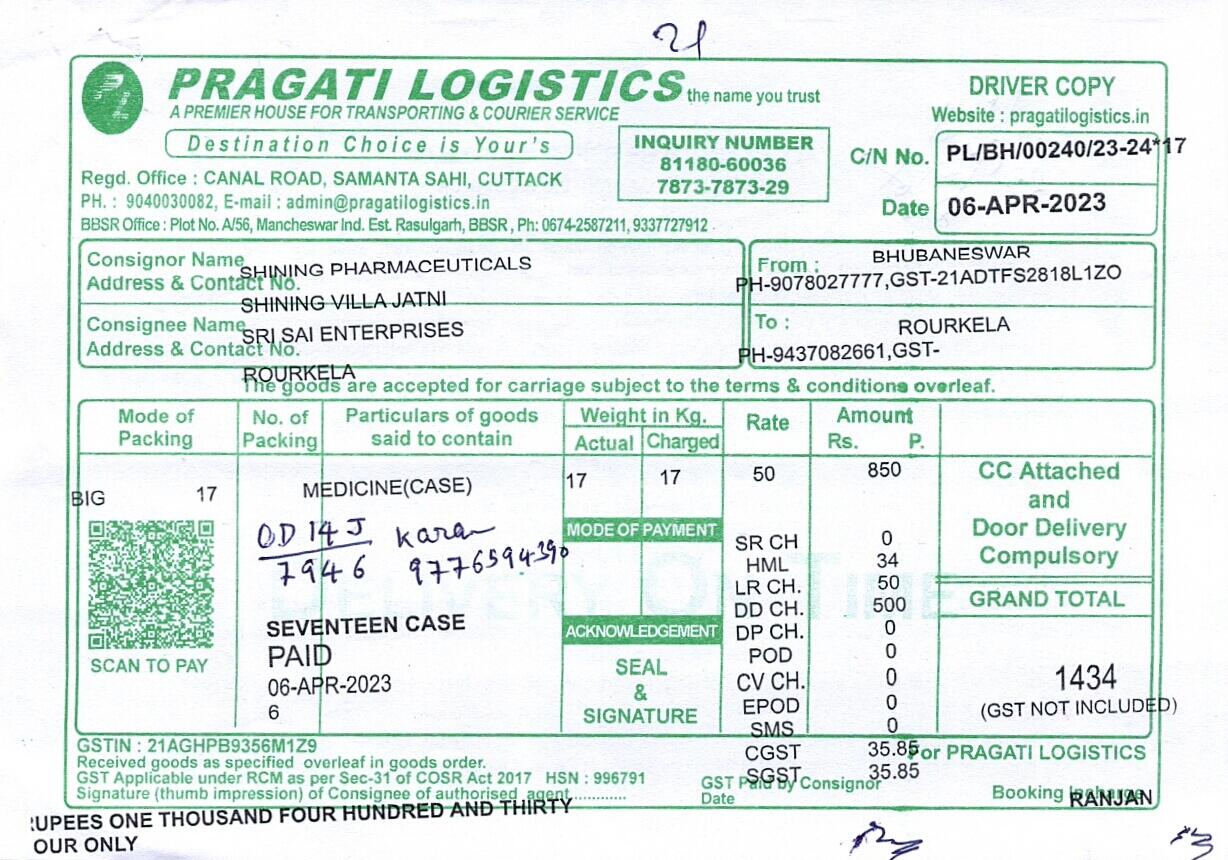 21
PRAGATI LOGISTICS the name you trust
A PREMIER HOUSE FOR TRANSPORTING & COURIER SERVICE
Destination Choice is Your's
Regd. Office : CANAL ROAD, SAMANTA SAHI, CUTTACK
PH. : 9040030082, E-mail : admin@pragatilogistics.in
BBSR Office : Plot No. A/56, Mancheswar Ind. Est. Rasulgarh, BBSR , Ph: 0674-2587211, 9337727912
INQUIRY NUMBER
81180-60036
7873-7873-29
DRIVER COPY
Website : pragatilogistics.in
C/N No. PL/BH/00240/23-24*17
Date 06-APR-2023
Consignor Name
Address & Contact No.
SHINING PHARMACEUTICALS
SHINING VILLA JATNI
From : BHUBANESWAR
PH-9078027777,GST-21ADTFS2818L1ZO
Consignee Name
Address & Contact No.
SRI SAI ENTERPRISES
ROURKELA
To : ROURKELA
PH-9437082661,GST-
The goods are accepted for carriage subject to the terms & conditions overleaf.
Mode of Packing
No. of Packing
Particulars of goods said to contain
Weight in Kg.
Actual Charged
Rate
Amount
Rs. P.
BIG 17 MEDICINE(CASE) 17 17 50 850
OD 14 J
7946
Karan
9776594390
SCAN TO PAY
SEVENTEEN CASE
PAID
06-APR-2023
6
MODE OF PAYMENT
ACKNOWLEDGEMENT
SEAL
&
SIGNATURE
SR CH 0
HML 34
LR CH. 50
DD CH. 500
DP CH. 0
POD 0
CV CH. 0
EPOD 0
SMS 0
CGST 35.85
SGST 35.85
CC Attached
and
Door Delivery
Compulsory
GRAND TOTAL
1434
(GST NOT INCLUDED)
GSTIN : 21AGHPB9356M1Z9
Received goods as specified overleaf in goods order.
GST Applicable under RCM as per Sec-31 of COSR Act 2017 HSN : 996791
Signature (thumb impression) of Consignee of authorised agent.............
GST Paid by Consignor
Date
For PRAGATI LOGISTICS
Booking Incharge
RANJAN
RUPEES ONE THOUSAND FOUR HUNDRED AND THIRTY
OUR ONLY